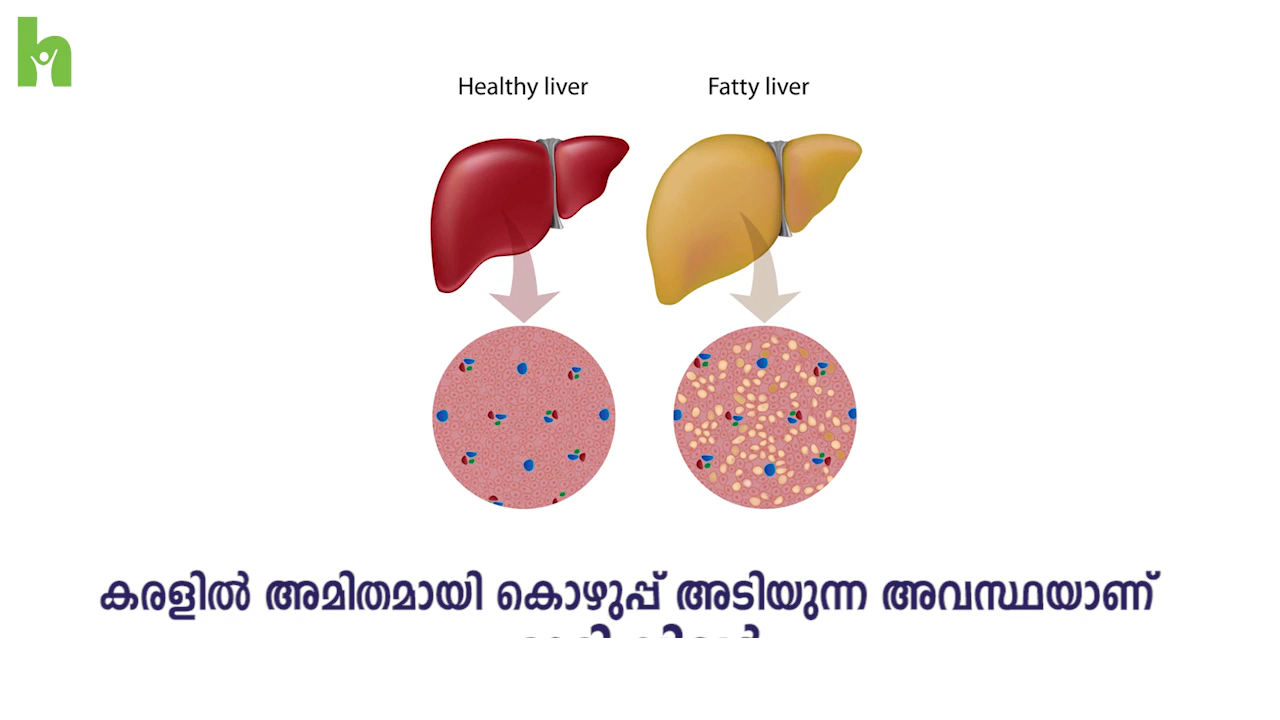 Healthy liver
Fatty liver
കരളിൽ അമിതമായി കൊഴുപ്പ് അടിയുന്ന അവസ്ഥയാണ്